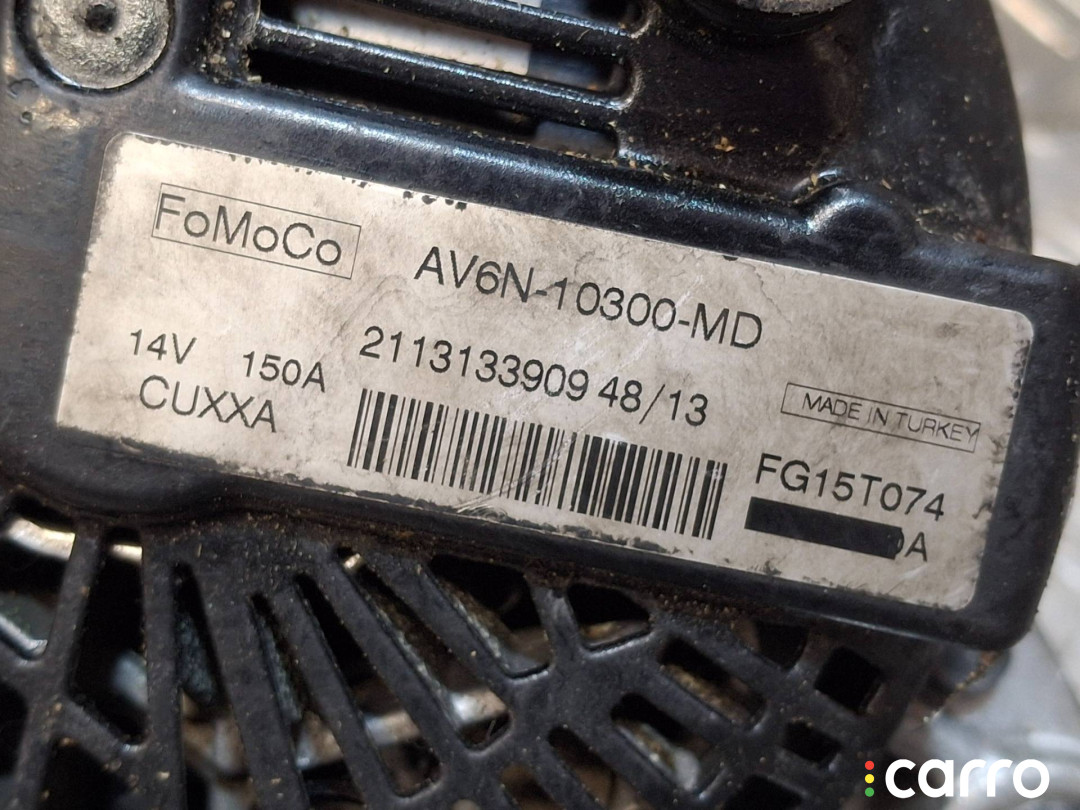 FoMoCo
AV6N-10300-MD
14V 150A
2113133909 48/13
CUXXA
MADE IN TURKEY
FG15T074
A
carro